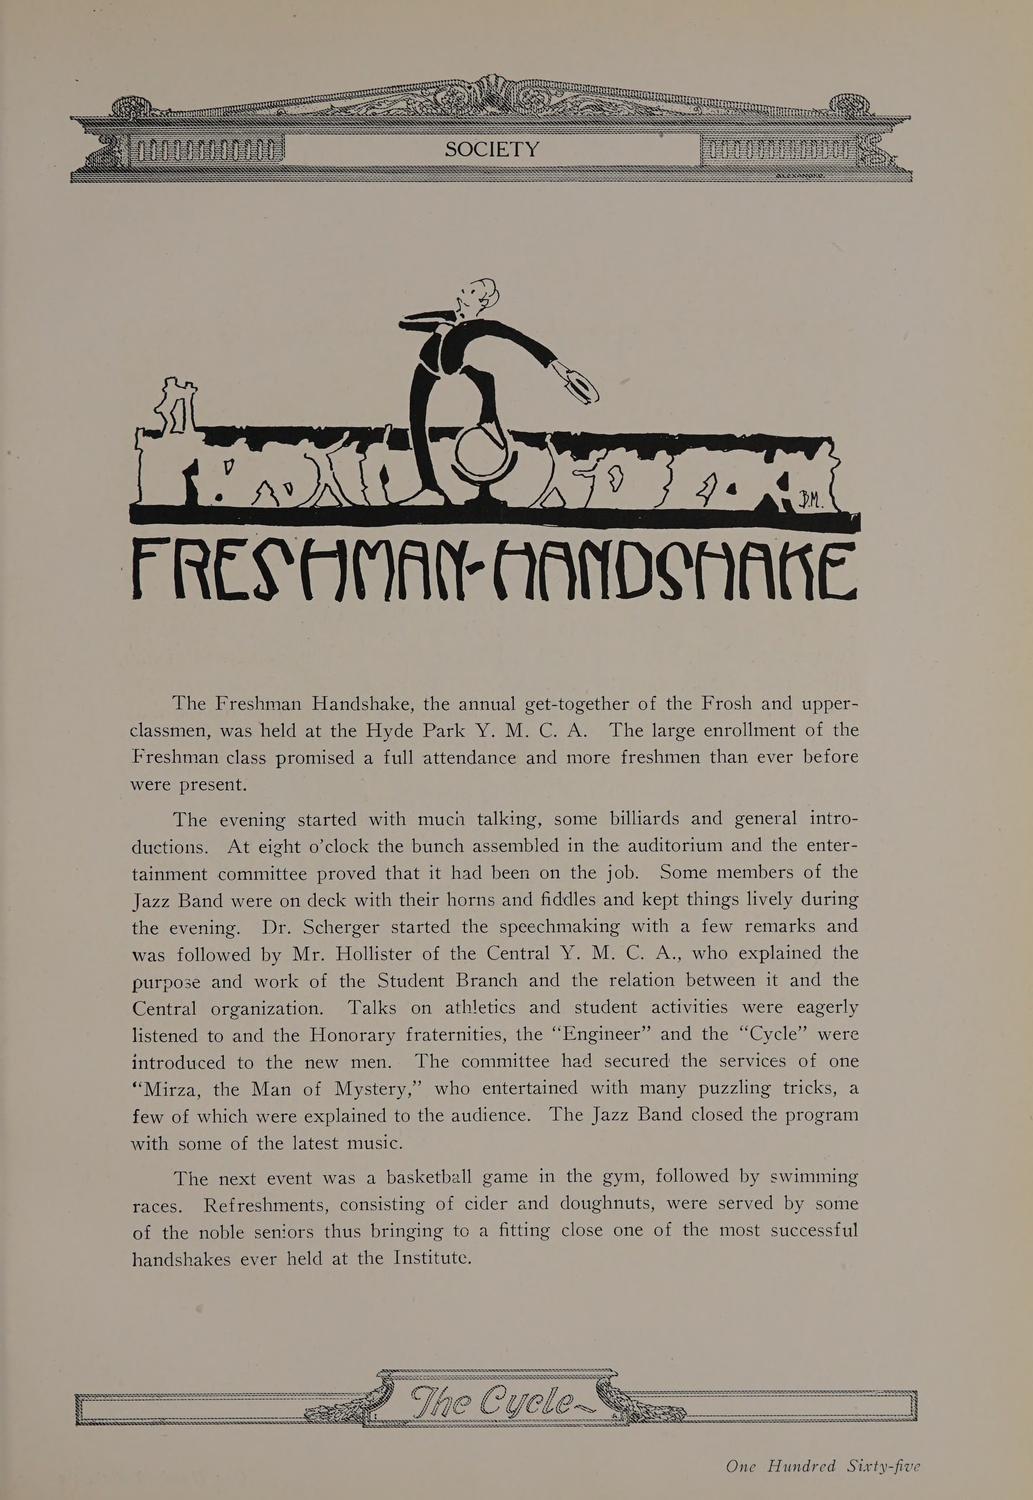 SOCIETY
ALEXANDRO.
B.M.
FRESHMAN-HANDSHAKE
The Freshman Handshake, the annual get-together of the Frosh and upper-
classmen, was held at the Hyde Park Y. M. C. A. The large enrollment of the
Freshman class promised a full attendance and more freshmen than ever before
were present.
The evening started with much talking, some billiards and general intro-
ductions. At eight o’clock the bunch assembled in the auditorium and the enter-
tainment committee proved that it had been on the job. Some members of the
Jazz Band were on deck with their horns and fiddles and kept things lively during
the evening. Dr. Scherger started the speechmaking with a few remarks and
was followed by Mr. Hollister of the Central Y. M. C. A., who explained the
purpose and work of the Student Branch and the relation between it and the
Central organization. Talks on athletics and student activities were eagerly
listened to and the Honorary fraternities, the “Engineer” and the “Cycle” were
introduced to the new men. The committee had secured the services of one
“Mirza, the Man of Mystery,” who entertained with many puzzling tricks, a
few of which were explained to the audience. The Jazz Band closed the program
with some of the latest music.
The next event was a basketball game in the gym, followed by swimming
races. Refreshments, consisting of cider and doughnuts, were served by some
of the noble seniors thus bringing to a fitting close one of the most successful
handshakes ever held at the Institute.
The Cycle
One Hundred Sixty-five